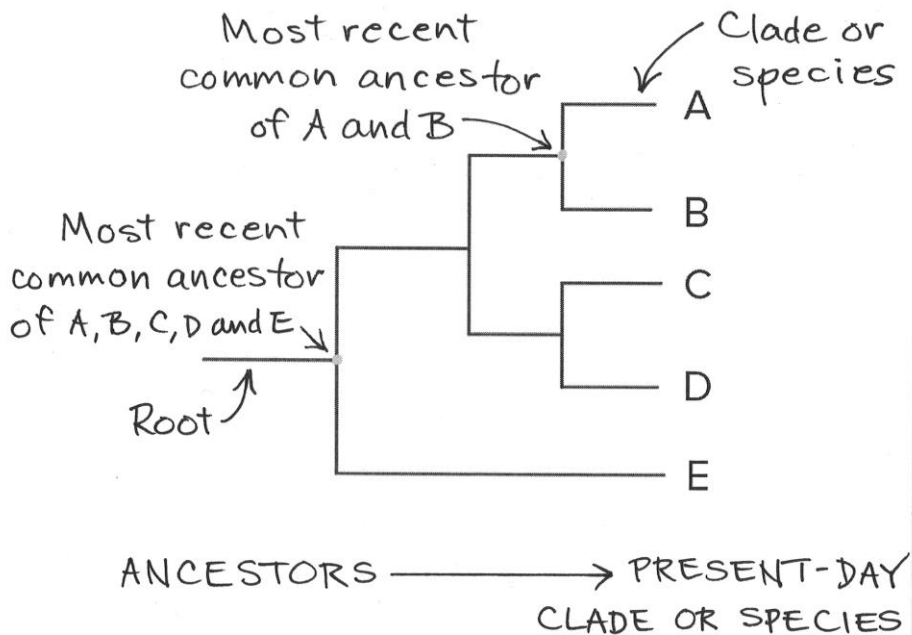 Most recent
common ancestor
of A and B
Clade or
species
A
B
Most recent
common ancestor
of A, B, C, D and E
C
D
Root
E
ANCESTORS
PRESENT-DAY
CLADE OR SPECIES